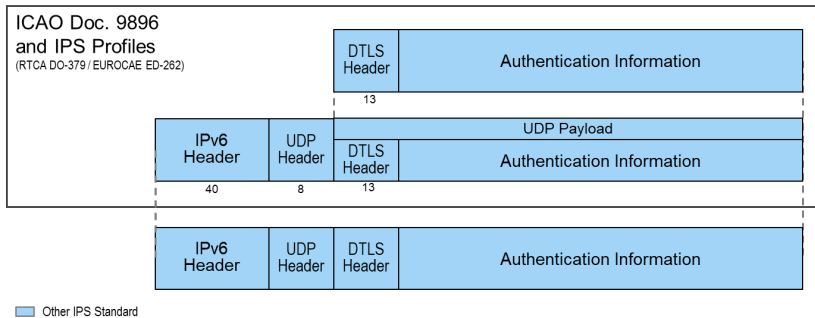 ICAO Doc. 9896
and IPS Profiles
(RTCA DO-379 / EUROCAE ED-262)
DTLS
Header
Authentication Information
13
IPv6
Header
UDP
Header
UDP Payload
DTLS
Header
Authentication Information
40
8
13
IPv6
Header
UDP
Header
DTLS
Header
Authentication Information
Other IPS Standard